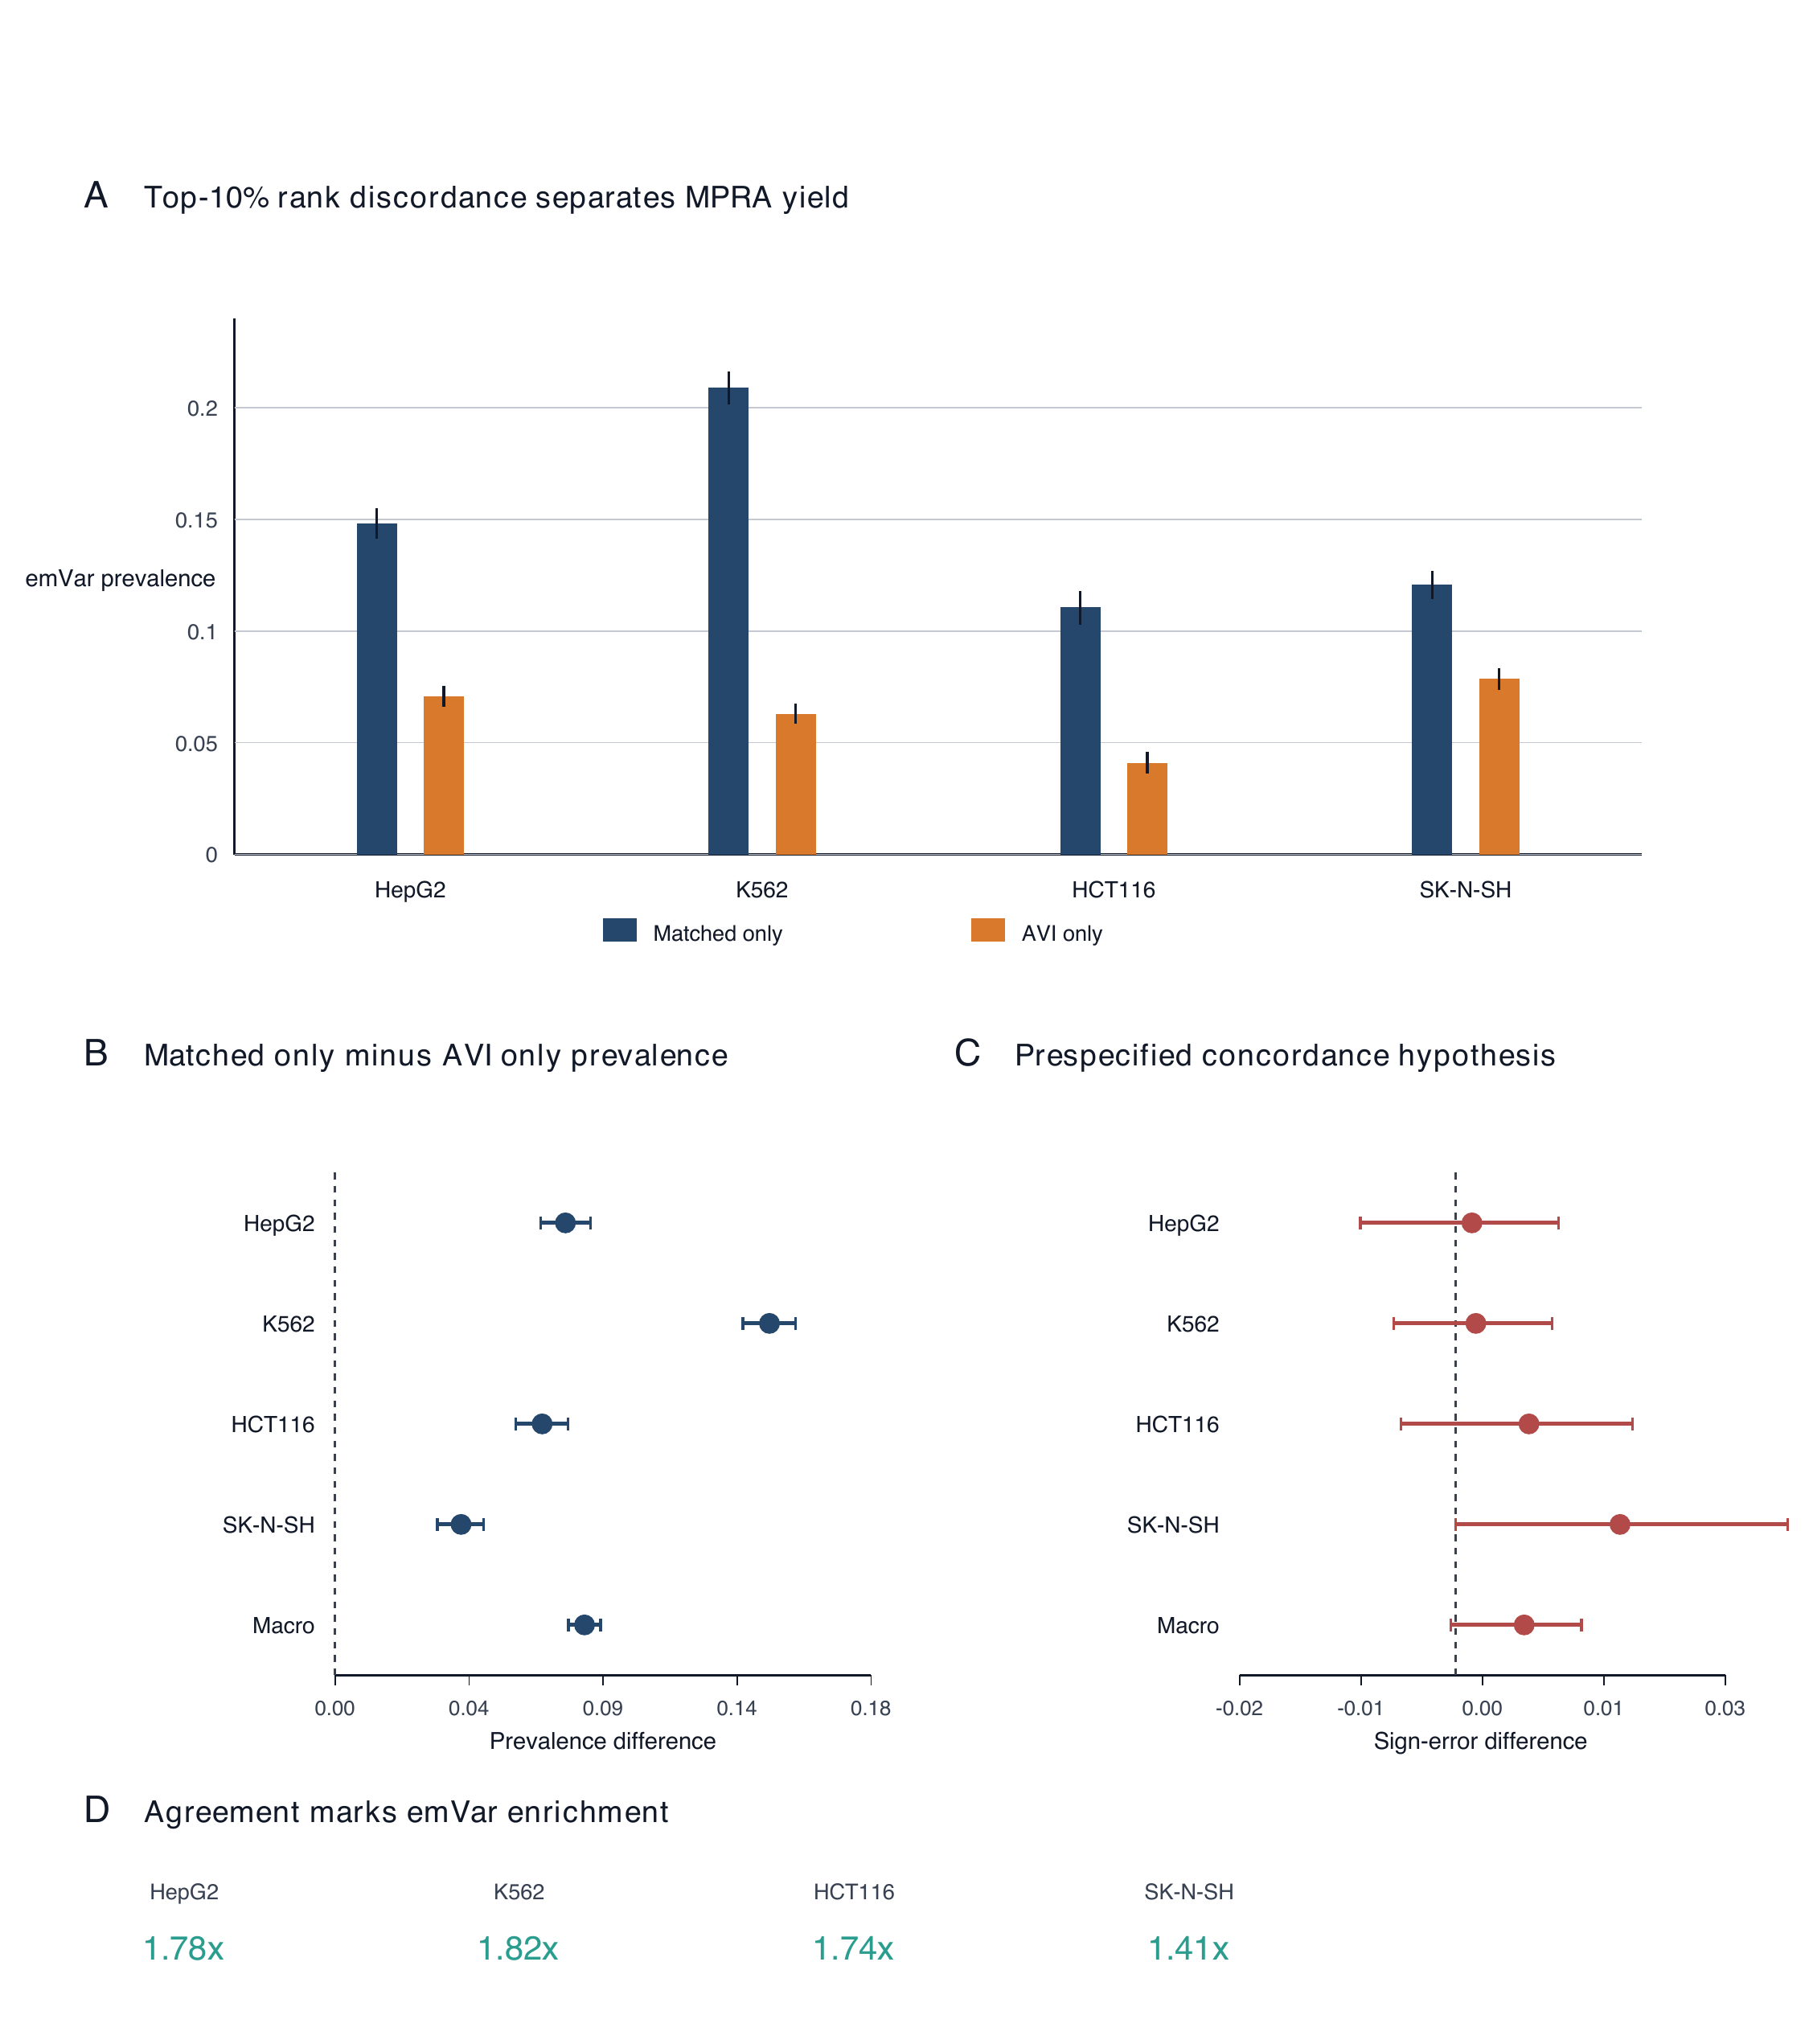 A Top-10% rank discordance separates MPRA yield
0.2
0.15
emVar prevalence
0.1
0.05
0
HepG2 K562 HCT116 SK-N-SH
Matched only AVI only
B Matched only minus AVI only prevalence
HepG2
K562
HCT116
SK-N-SH
Macro
0.00 0.04 0.09 0.14 0.18
Prevalence difference
C Prespecified concordance hypothesis
HepG2
K562
HCT116
SK-N-SH
Macro
-0.02 -0.01 0.00 0.01 0.03
Sign-error difference
D Agreement marks emVar enrichment
HepG2 K562 HCT116 SK-N-SH
1.78x 1.82x 1.74x 1.41x